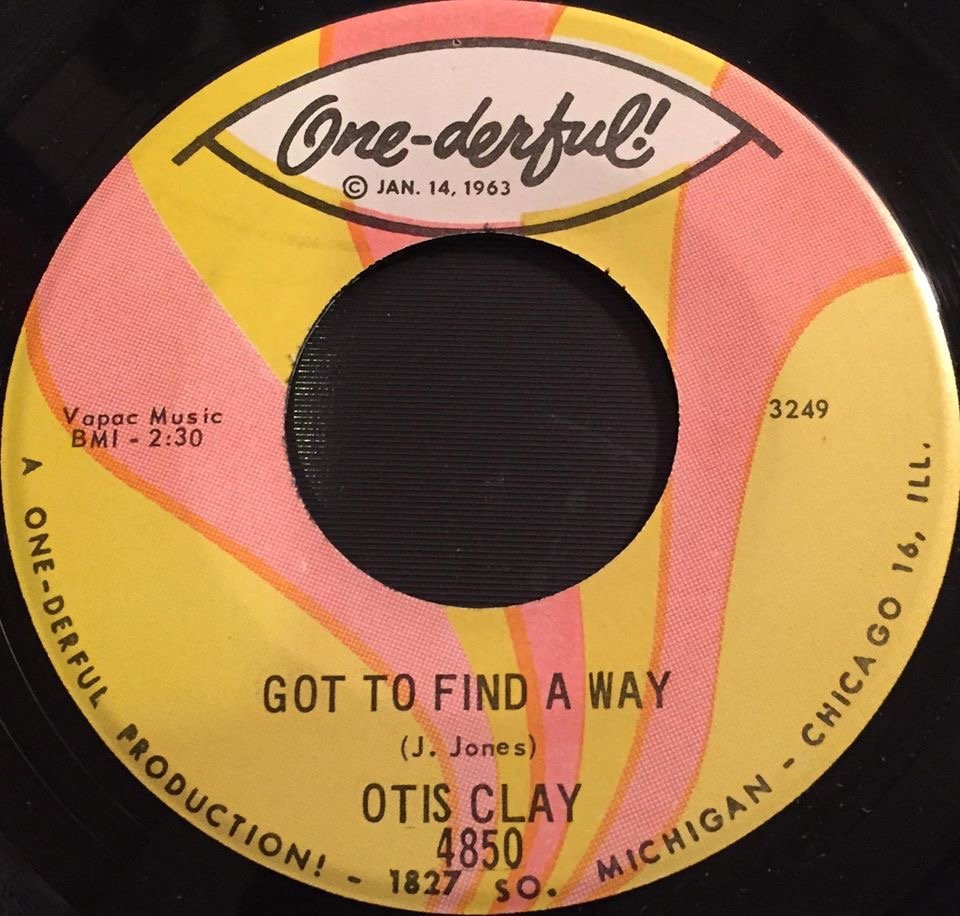 One-derful!
© JAN. 14, 1963
Vapac Music
BMI - 2:30
3249
GOT TO FIND A WAY
(J. Jones)
OTIS CLAY
4850
A ONE-DERFUL PRODUCTION! - 1827 SO. MICHIGAN - CHICAGO 16, ILL.